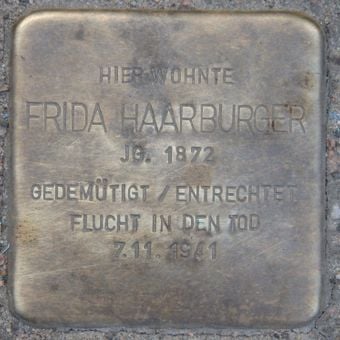 HIER WOHNTE
FRIDA HAARBURGER
JG. 1872
GEDEMÜTIGT / ENTRECHTET
FLUCHT IN DEN TOD
7.11. 1941